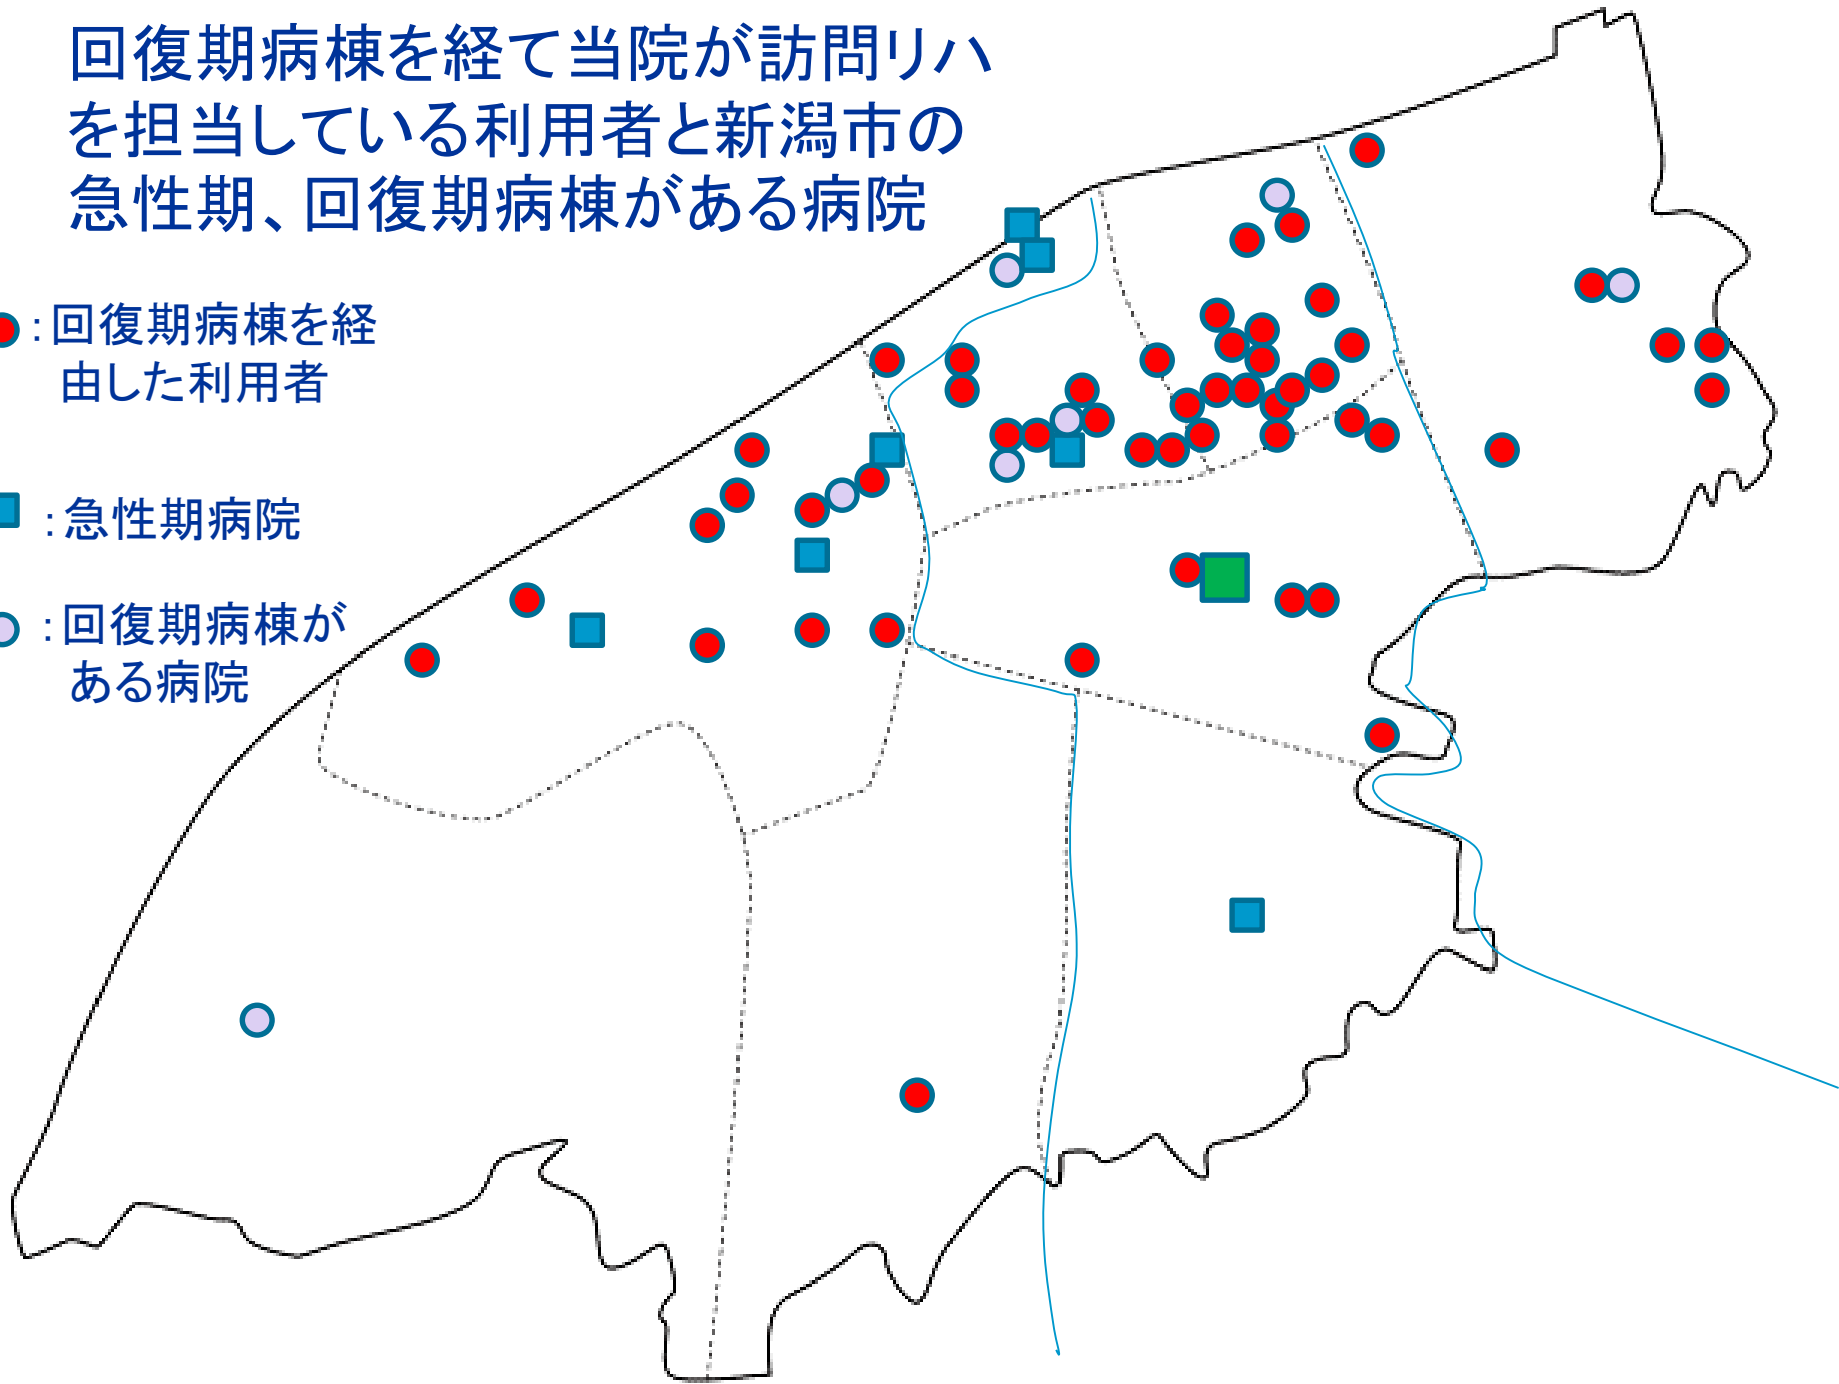 回復期病棟を経て当院が訪問リハ
を担当している利用者と新潟市の
急性期、回復期病棟がある病院
：回復期病棟を経
由した利用者
：急性期病院
：回復期病棟が
ある病院